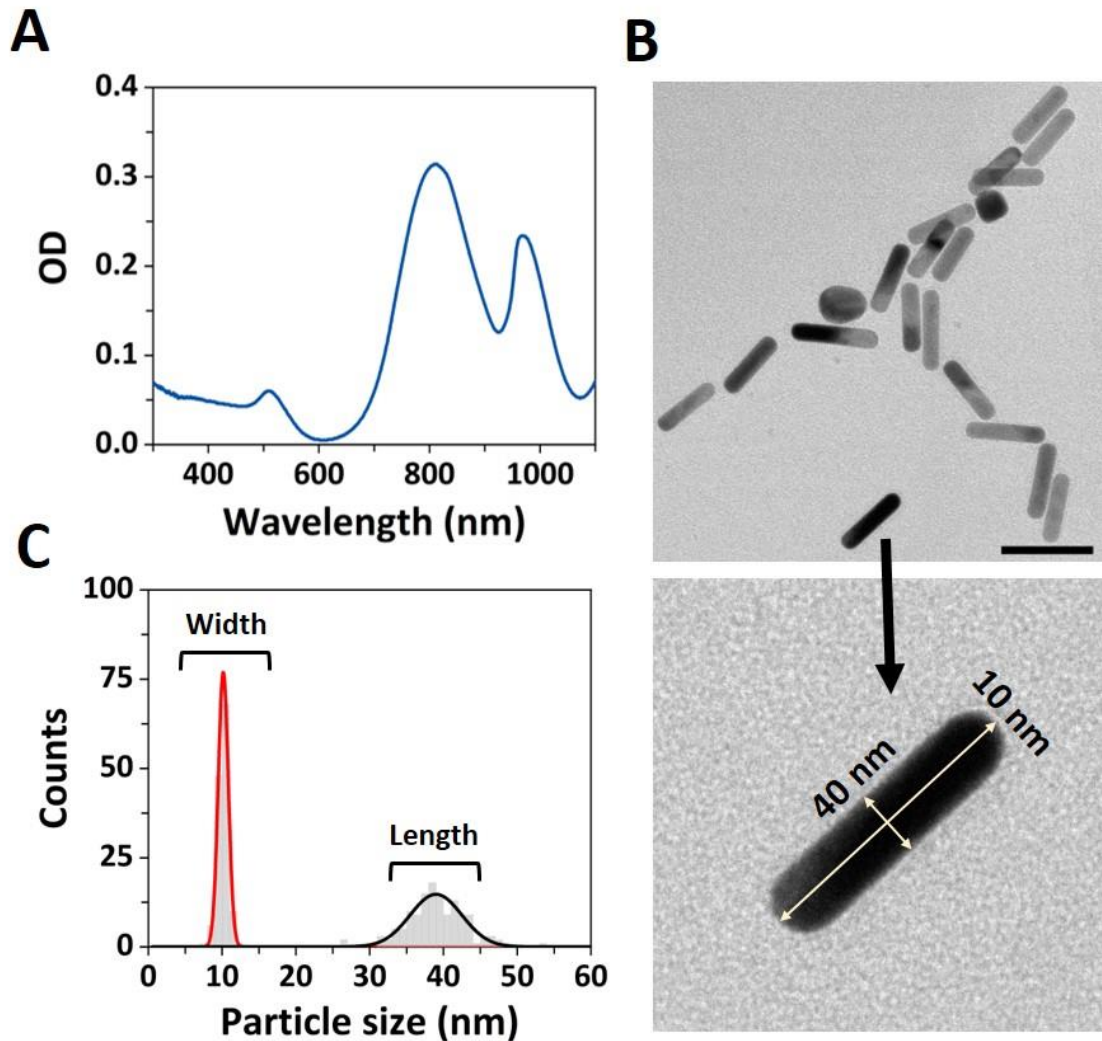 A
0.4
0.3
0.2
0.1
0.0
OD
400 600 800 1000
Wavelength (nm)
B
10 nm
40 nm
C
100
75
50
25
0
Counts
Width
Length
0 10 20 30 40 50 60
Particle size (nm)